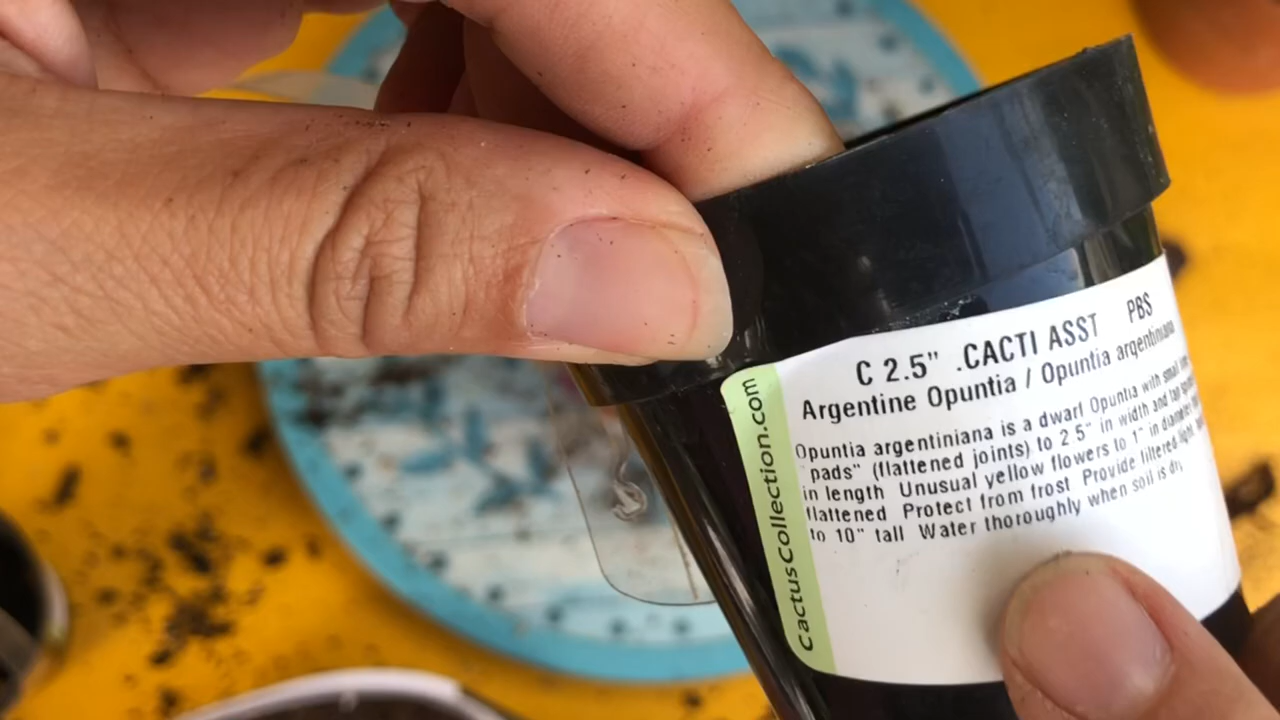 C 2.5" .CACTI ASST PBS
Argentine Opuntia / Opuntia argentiniana
Opuntia argentiniana is a dwarf Opuntia with small
pads" (flattened joints) to 2 5" in width and
in length Unusual yellow flowers to 1" in diameter
flattened Protect from frost Provide filtered light
to 10" tall Water thoroughly when soil is dry
CactusCollection.com